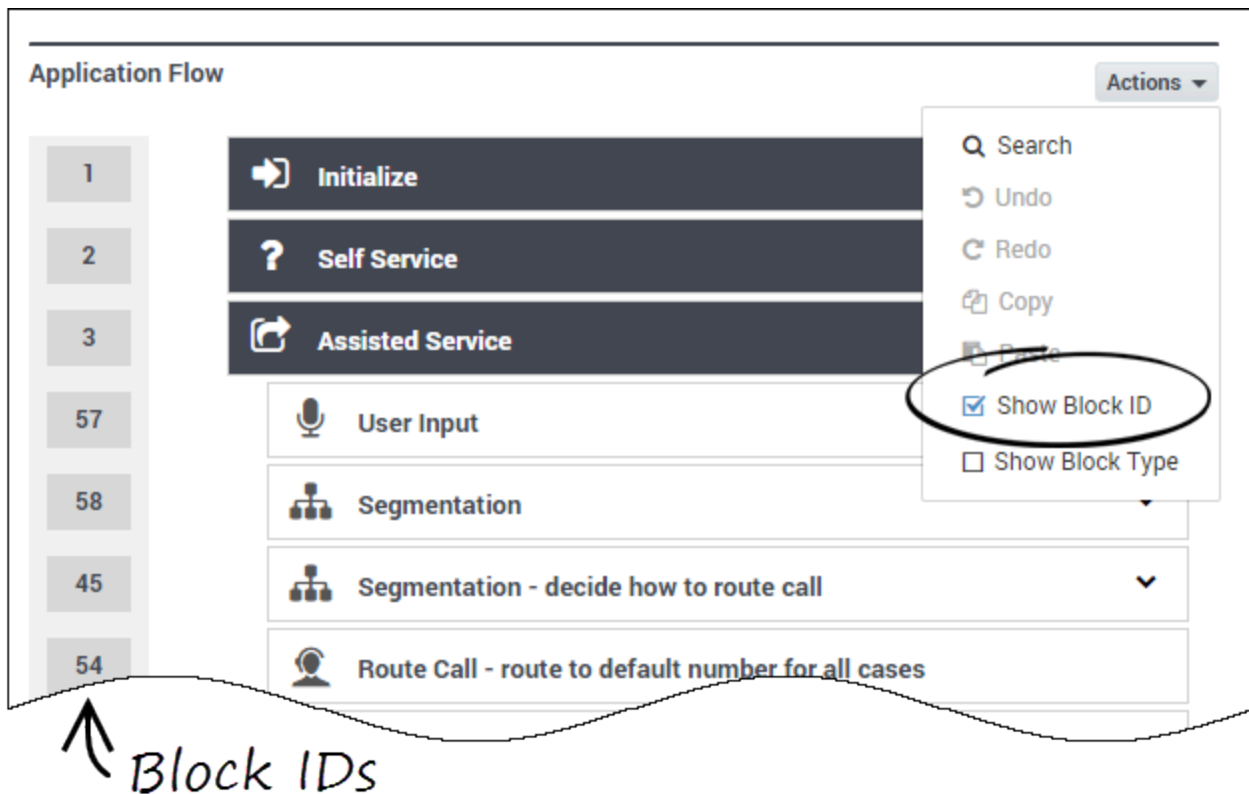 Application Flow
Actions
1 Initialize
Search
Undo
2 Self Service
Redo
Copy
3 Assisted Service
Paste
57 User Input
Show Block ID
Show Block Type
58 Segmentation
45 Segmentation - decide how to route call
54 Route Call - route to default number for all cases
Block IDs